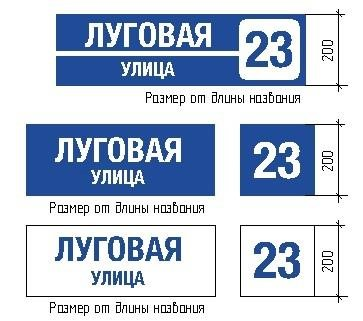 ЛУГОВАЯ
УЛИЦА
23
200
Размер от длины названия
ЛУГОВАЯ
УЛИЦА
23
200
Размер от длины названия
ЛУГОВАЯ
УЛИЦА
23
200
Размер от длины названия